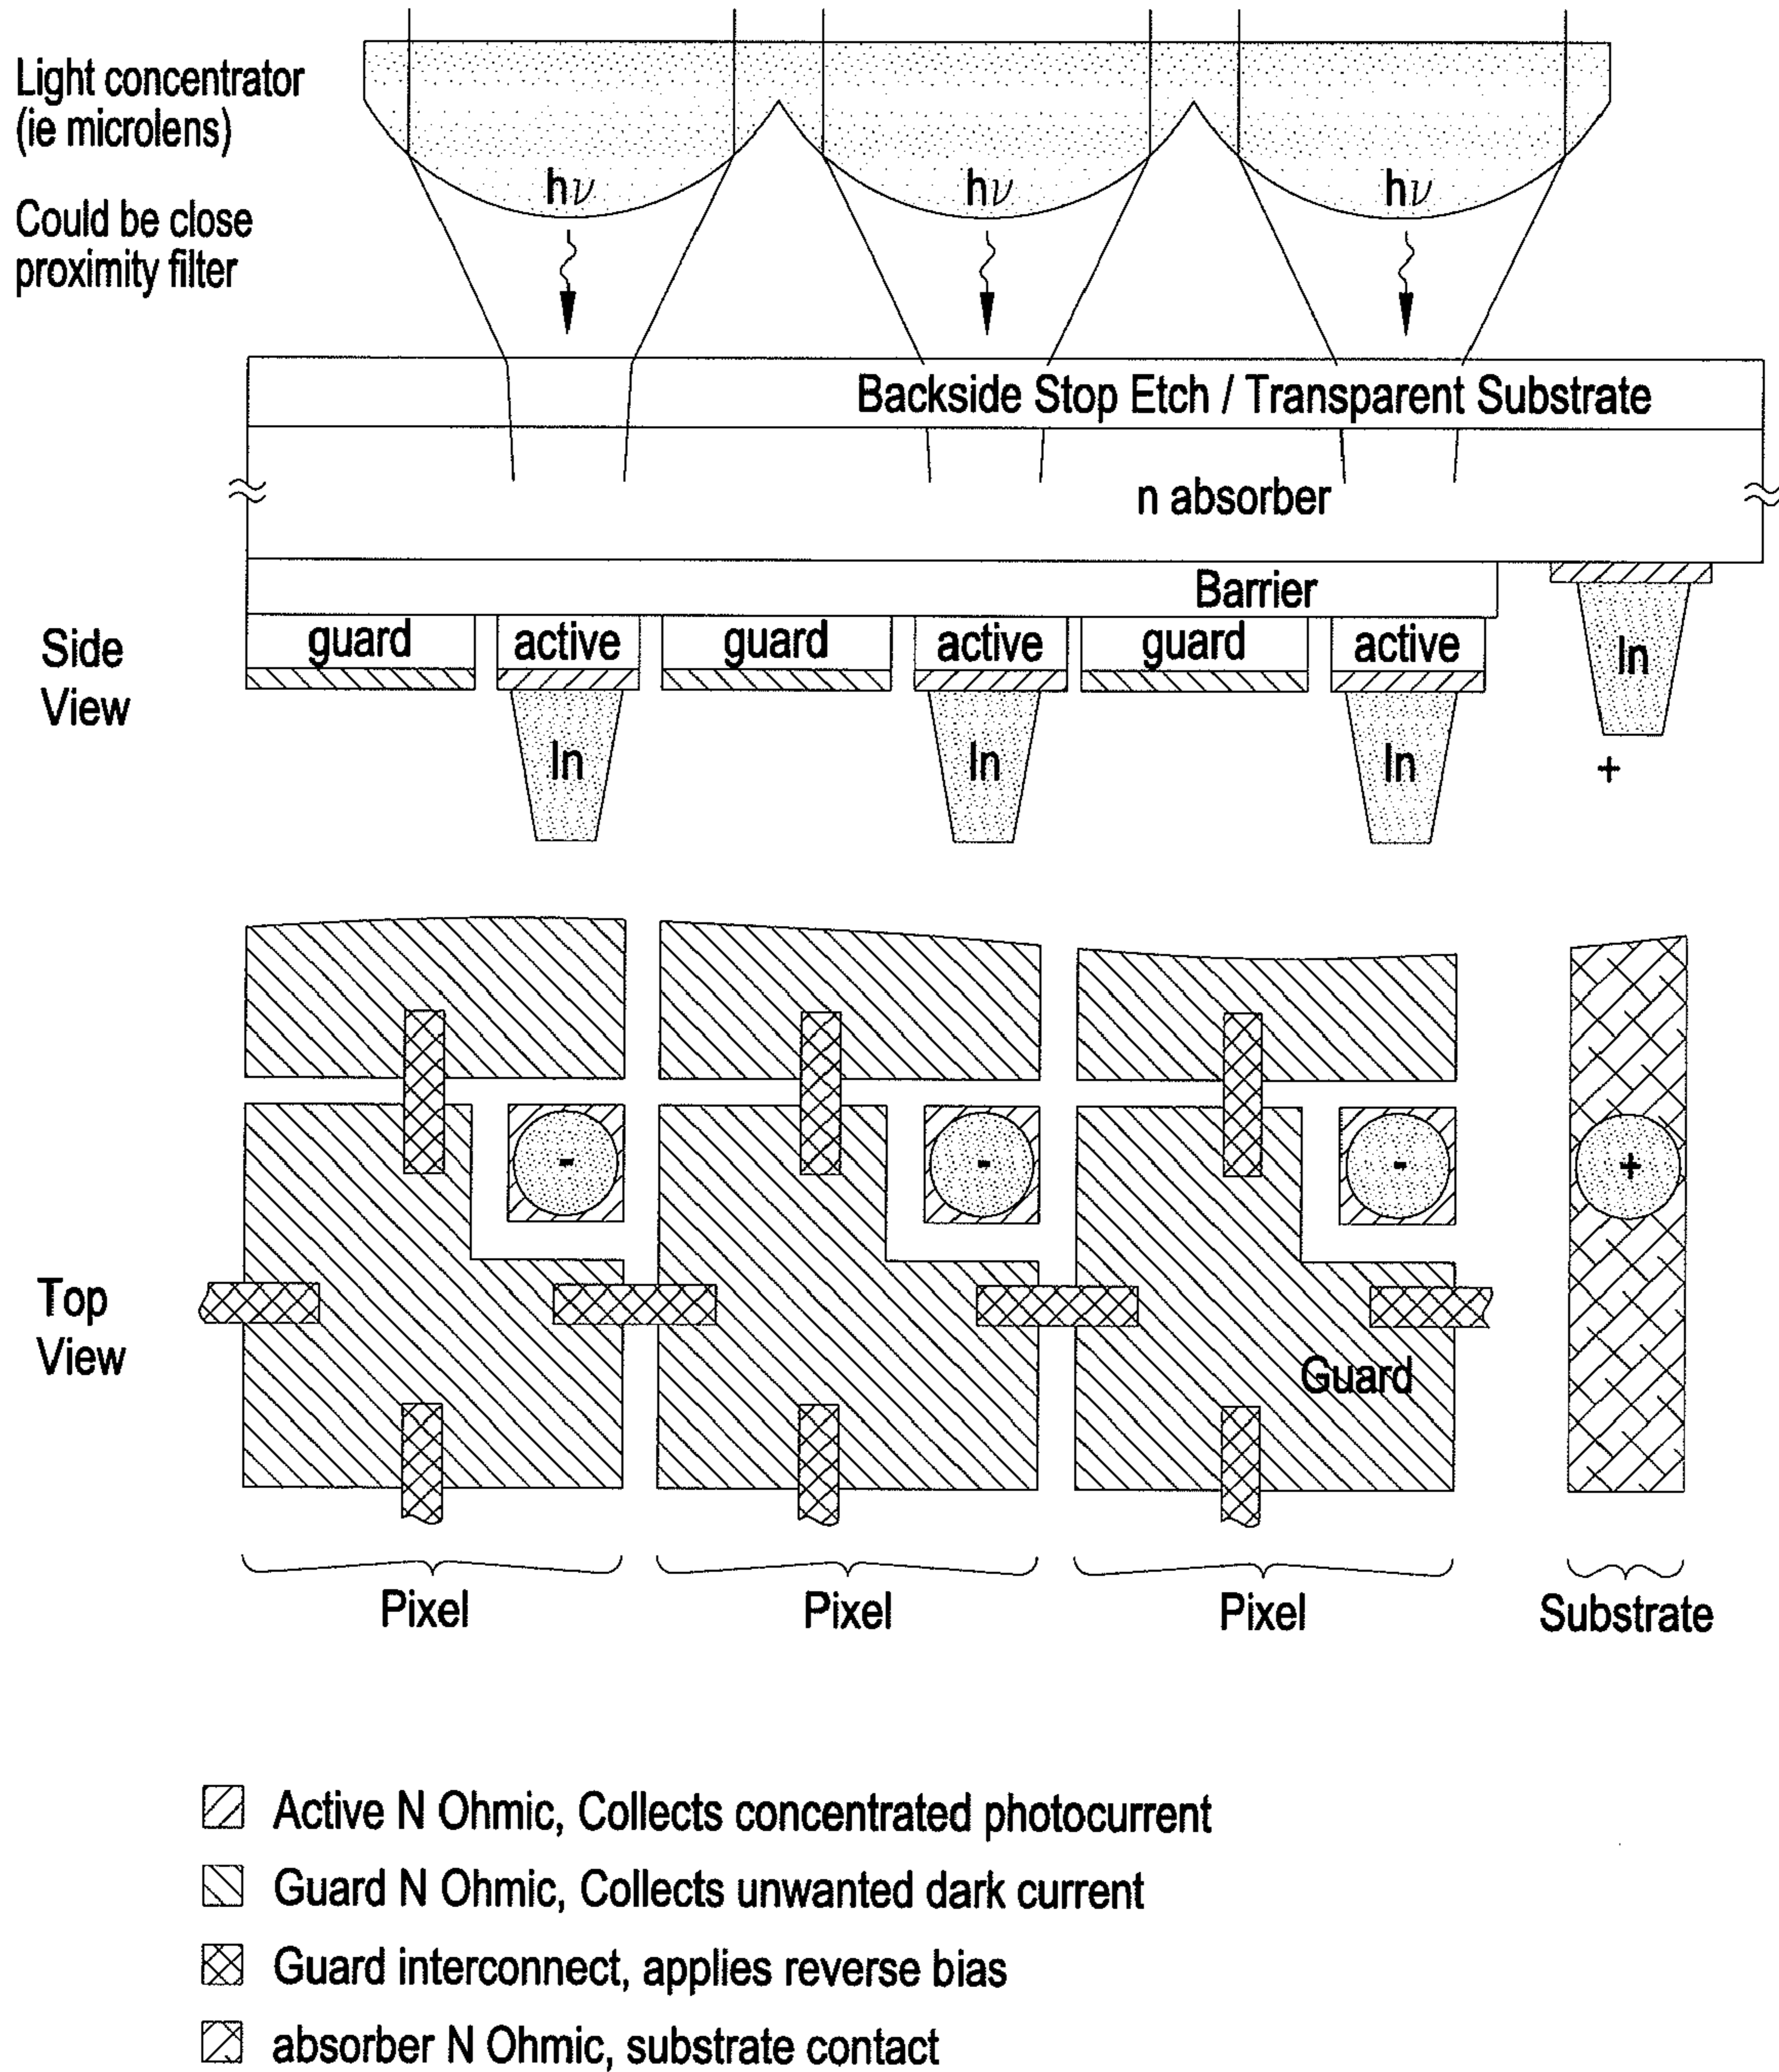 Light concentrator
(ie microlens)
Could be close
proximity filter
hν
hν
hν
Backside Stop Etch / Transparent Substrate
n absorber
Barrier
Side
View
guard
active
guard
active
guard
active
In
In
In
In
+
Top
View
-
-
-
+
Guard
Pixel
Pixel
Pixel
Substrate
Active N Ohmic, Collects concentrated photocurrent
Guard N Ohmic, Collects unwanted dark current
Guard interconnect, applies reverse bias
absorber N Ohmic, substrate contact